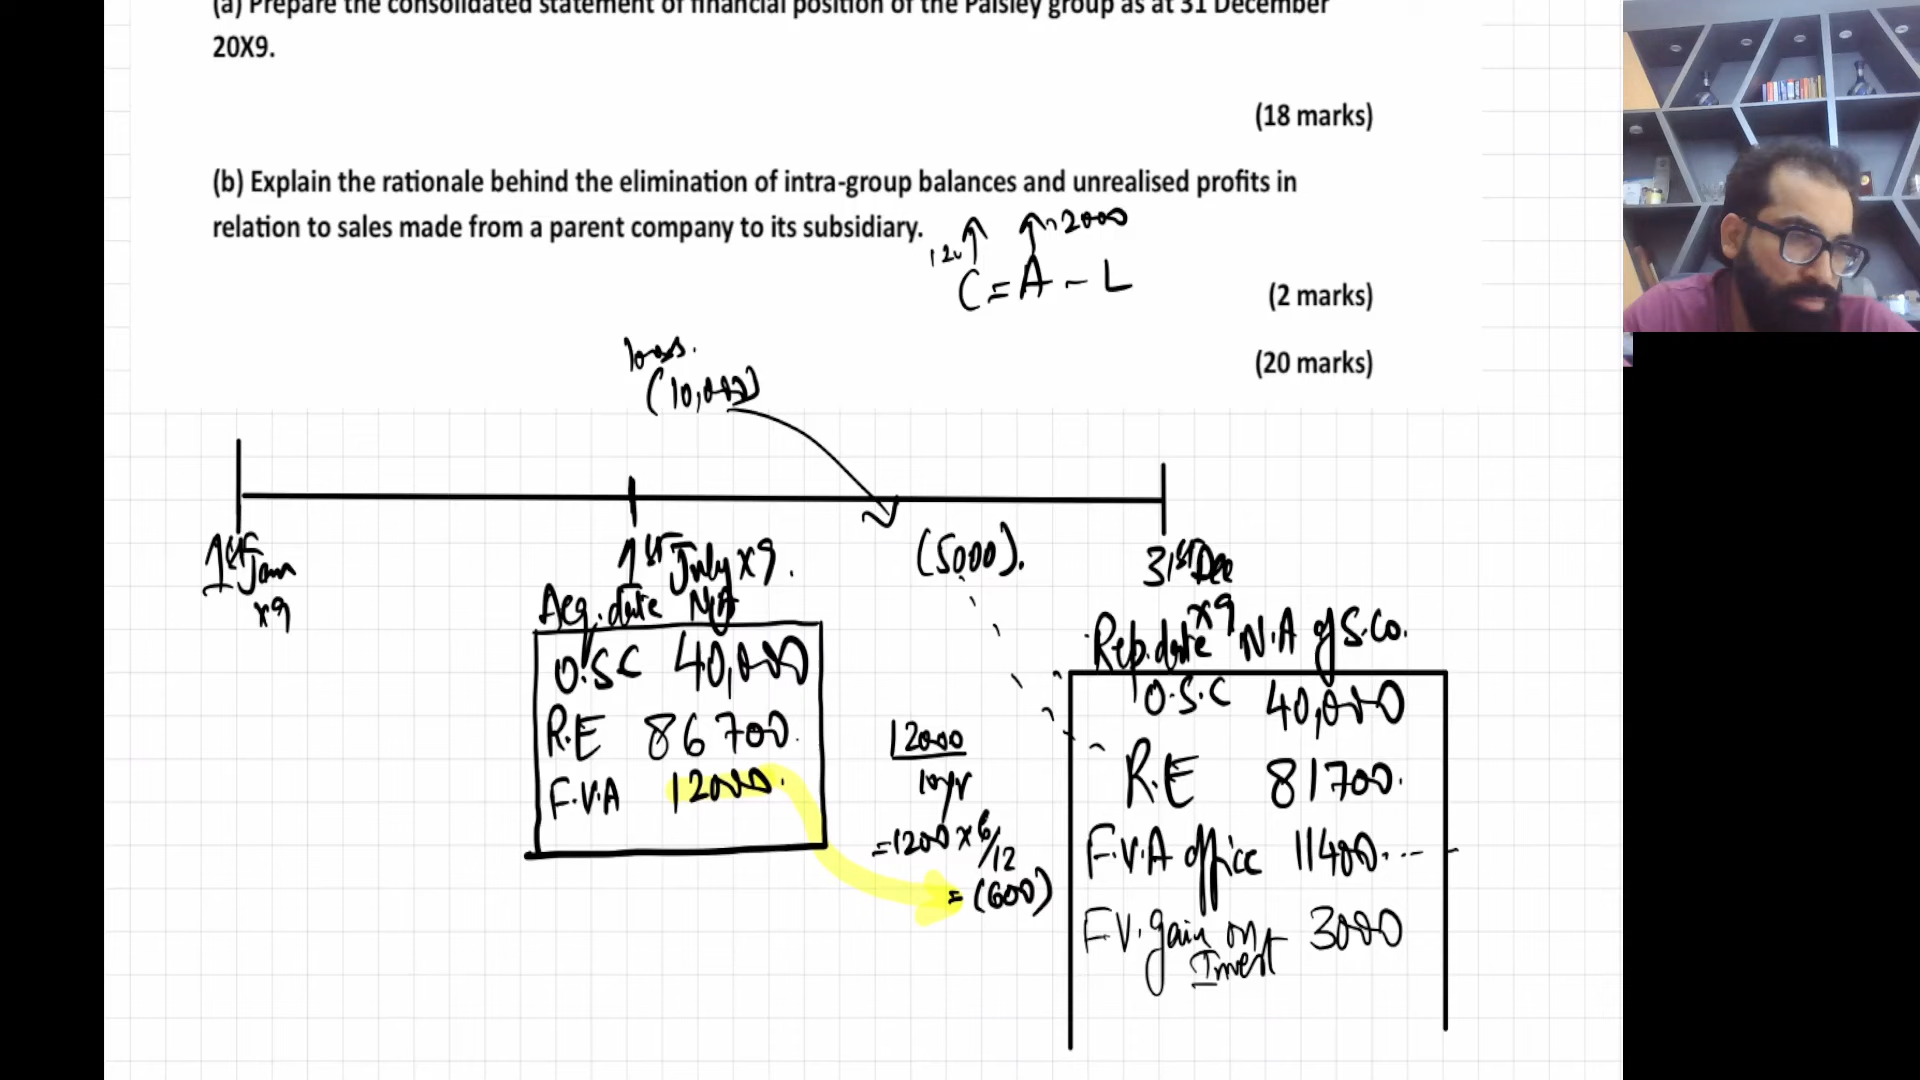 (a) Prepare the consolidated statement of financial position of the Paisley group as at 31 December
20X9.
(18 marks)
(b) Explain the rationale behind the elimination of intra-group balances and unrealised profits in
relation to sales made from a parent company to its subsidiary.
12000
C = A - L
(2 marks)
(20 marks)
loss.
(10,000)
1st Jan
x9
1st July x9.
(5000).
31st Dec
x9
Acq. date NA
O.SC 40,000
R.E 86700.
F.V.A 12000.
12000
10yr
=1200 x 6/12
= (600)
Rep.date N.A of S.Co.
O.S.C 40,000
R.E 81700.
F.V.A office 11400.
F.V. gain on 3000
Invest